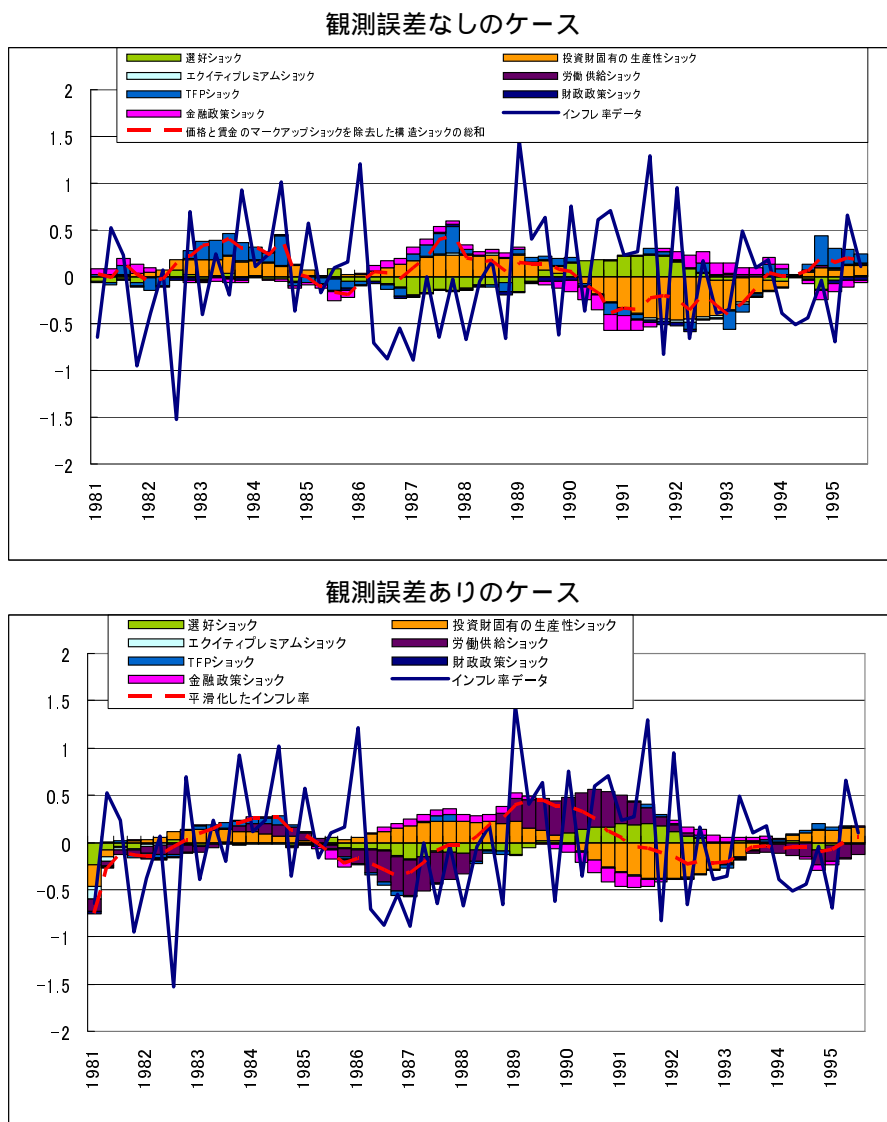 観測誤差なしのケース
選好ショック
投資財固有の生産性ショック
エクイティプレミアムショック
労働供給ショック
TFPショック
財政政策ショック
金融政策ショック
インフレ率データ
価格と賃金のマークアップショックを除去した構造ショックの総和
2
1.5
1
0.5
0
-0.5
-1
-1.5
-2
1981
1982
1983
1984
1985
1986
1987
1988
1989
1990
1991
1992
1993
1994
1995
観測誤差ありのケース
選好ショック
投資財固有の生産性ショック
エクイティプレミアムショック
労働供給ショック
TFPショック
財政政策ショック
金融政策ショック
インフレ率データ
平滑化したインフレ率
2
1.5
1
0.5
0
-0.5
-1
-1.5
-2
1981
1982
1983
1984
1985
1986
1987
1988
1989
1990
1991
1992
1993
1994
1995